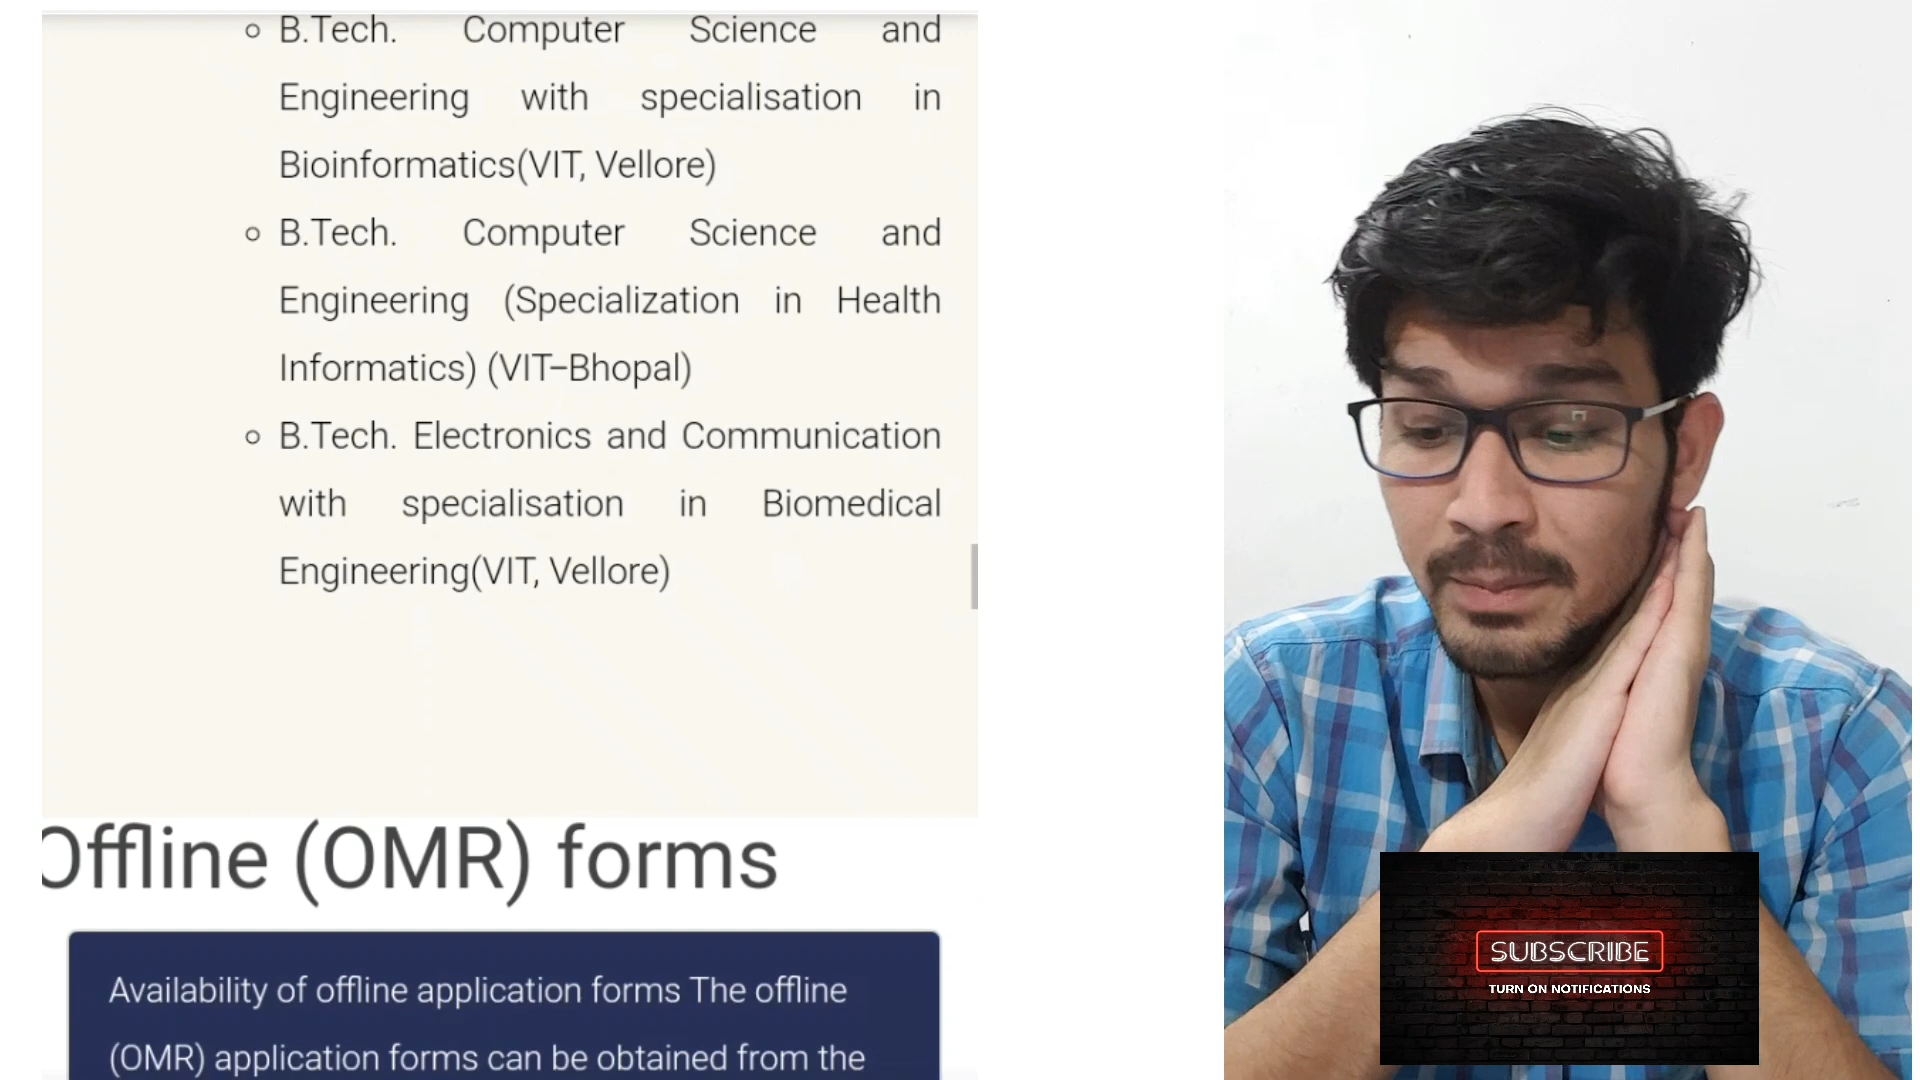 B.Tech. Computer Science and
Engineering with specialisation in
Bioinformatics(VIT, Vellore)
B.Tech. Computer Science and
Engineering (Specialization in Health
Informatics) (VIT–Bhopal)
B.Tech. Electronics and Communication
with specialisation in Biomedical
Engineering(VIT, Vellore)
Offline (OMR) forms
Availability of offline application forms The offline
(OMR) application forms can be obtained from the
SUBSCRIBE
TURN ON NOTIFICATIONS